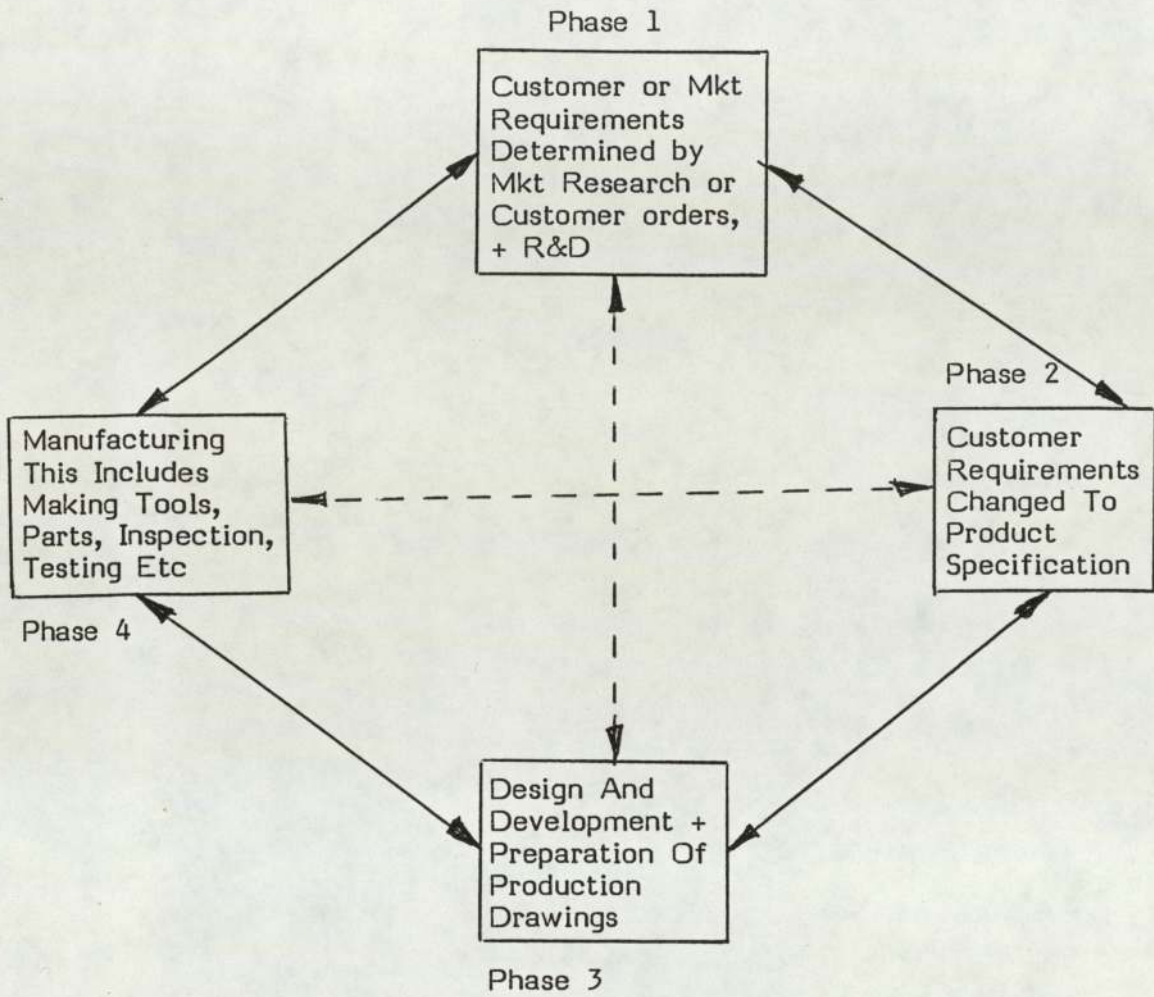 Phase 1
Customer or Mkt
Requirements
Determined by
Mkt Research or
Customer orders,
+ R&D
Phase 2
Customer
Requirements
Changed To
Product
Specification
Manufacturing
This Includes
Making Tools,
Parts, Inspection,
Testing Etc
Phase 4
Design And
Development +
Preparation Of
Production
Drawings
Phase 3